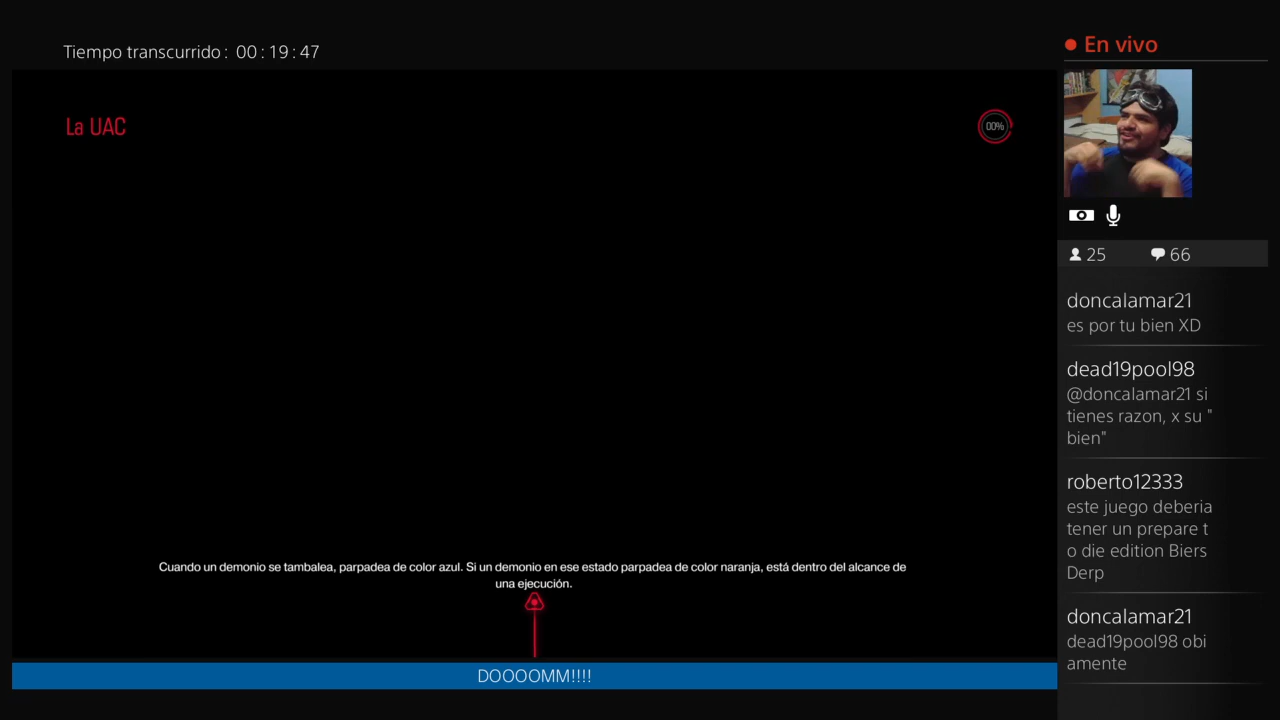 Tiempo transcurrido : 00 : 19 : 47
En vivo
La UAC
00%
25 66
doncalamar21
es por tu bien XD
dead19pool98
@doncalamar21 si
tienes razon, x su "
bien"
roberto12333
este juego deberia
tener un prepare t
o die edition Biers
Derp
doncalamar21
dead19pool98 obi
amente
Cuando un demonio se tambalea, parpadea de color azul. Si un demonio en ese estado parpadea de color naranja, está dentro del alcance de
una ejecución.
DOOOOMM!!!!